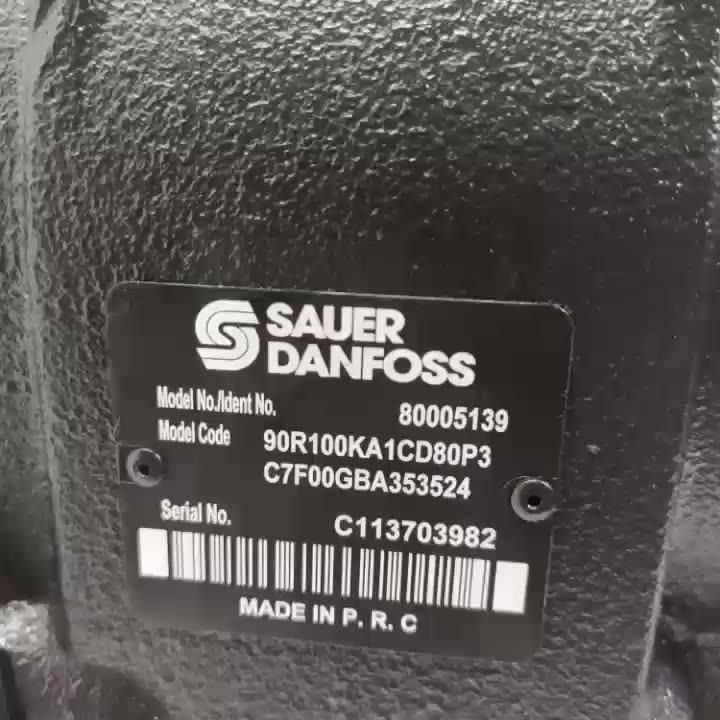 SAUER
DANFOSS
Model No./Ident No. 80005139
Model Code 90R100KA1CD80P3
C7F00GBA353524
Serial No. C113703982
MADE IN P. R. C